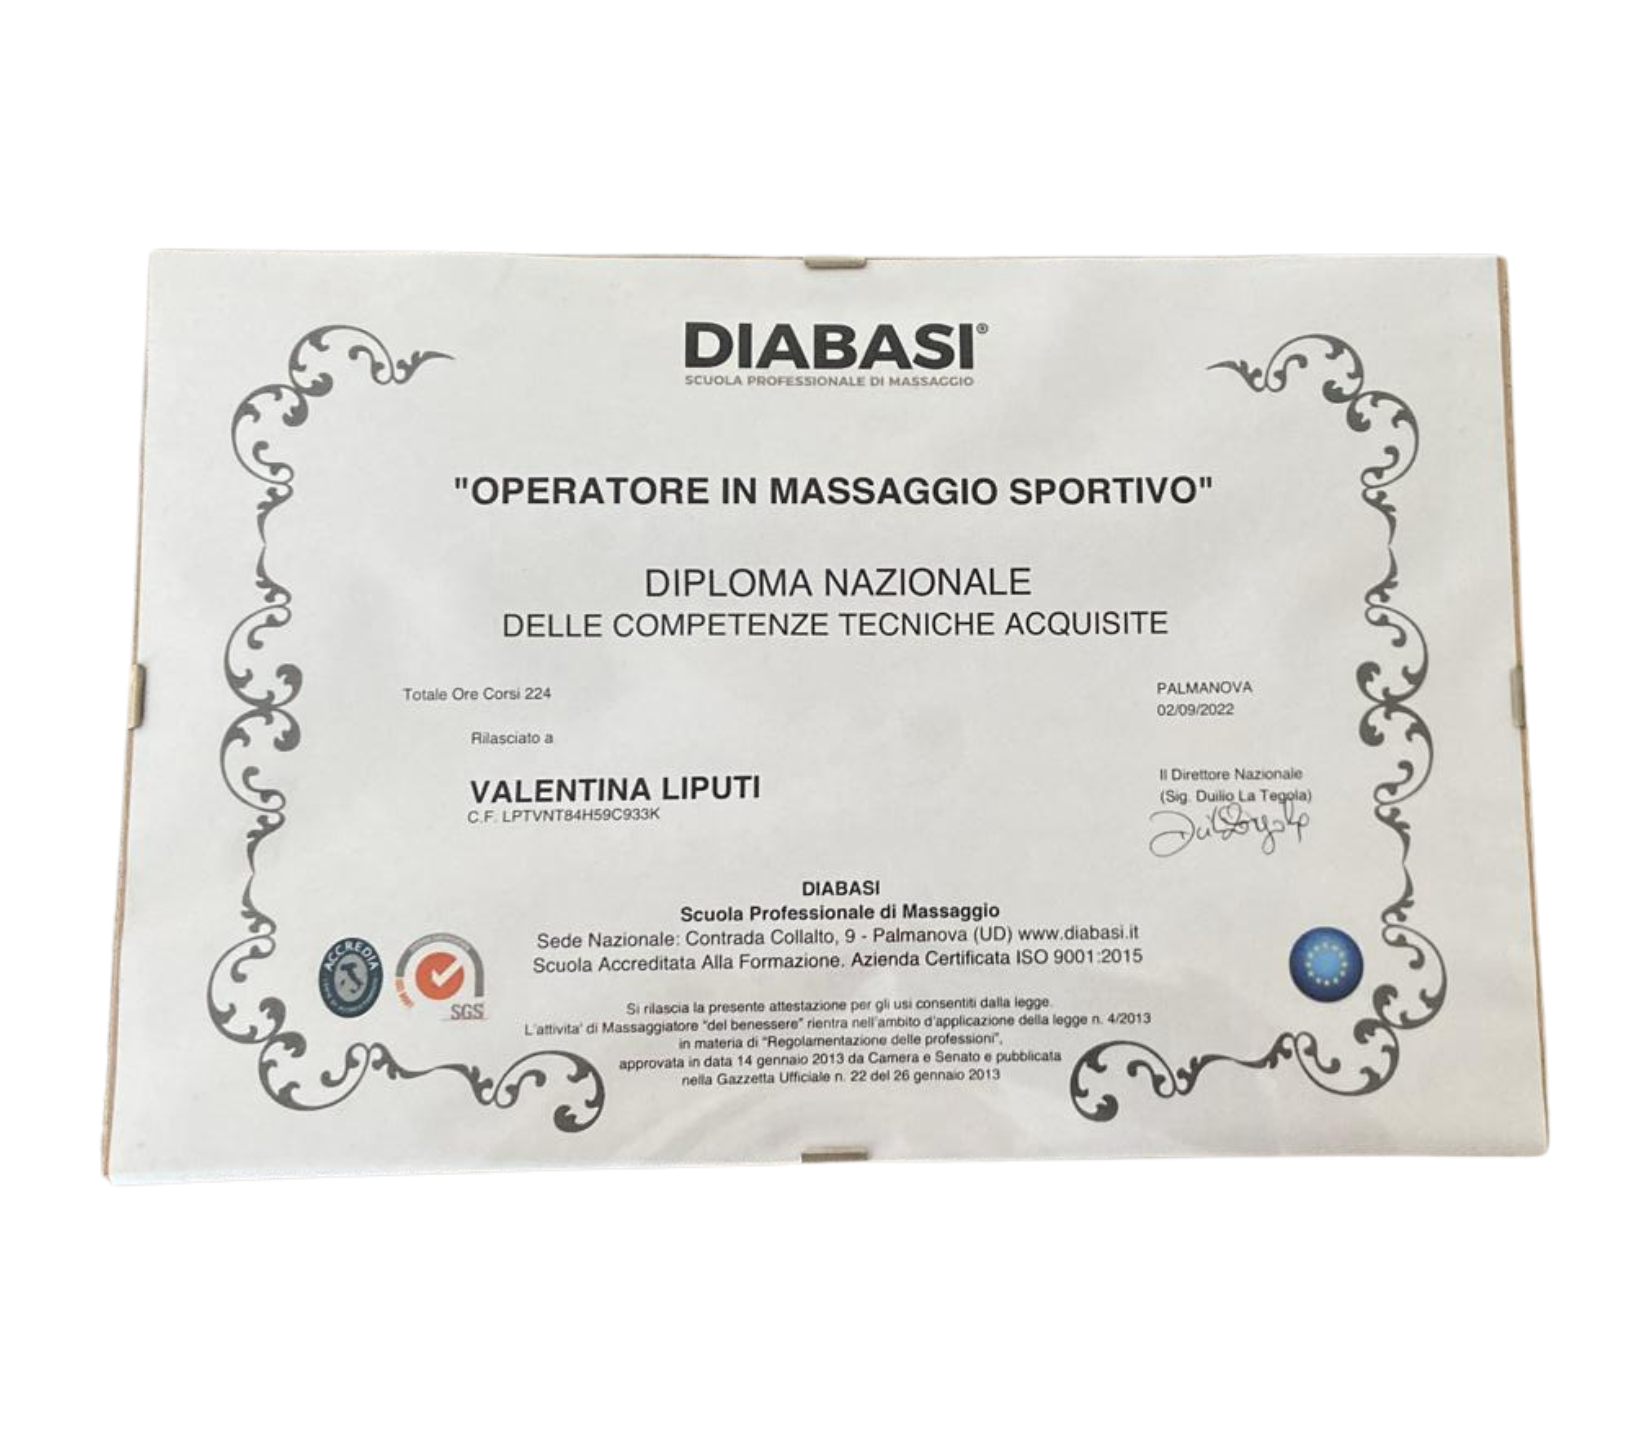 DIABASI®
SCUOLA PROFESSIONALE DI MASSAGGIO
"OPERATORE IN MASSAGGIO SPORTIVO"
DIPLOMA NAZIONALE
DELLE COMPETENZE TECNICHE ACQUISITE
Totale Ore Corsi 224
PALMANOVA
02/09/2022
Rilasciato a
VALENTINA LIPUTI
C.F. LPTVNT84H59C933K
Il Direttore Nazionale
(Sig. Duilio La Tegola)
DIABASI
Scuola Professionale di Massaggio
Sede Nazionale: Contrada Collalto, 9 - Palmanova (UD) www.diabasi.it
Scuola Accreditata Alla Formazione. Azienda Certificata ISO 9001:2015
ACCREDIA
SGS
Si rilascia la presente attestazione per gli usi consentiti dalla legge.
L'attivita' di Massaggiatore "del benessere" rientra nell'ambito d'applicazione della legge n. 4/2013
in materia di "Regolamentazione delle professioni",
approvata in data 14 gennaio 2013 da Camera e Senato e pubblicata
nella Gazzetta Ufficiale n. 22 del 26 gennaio 2013